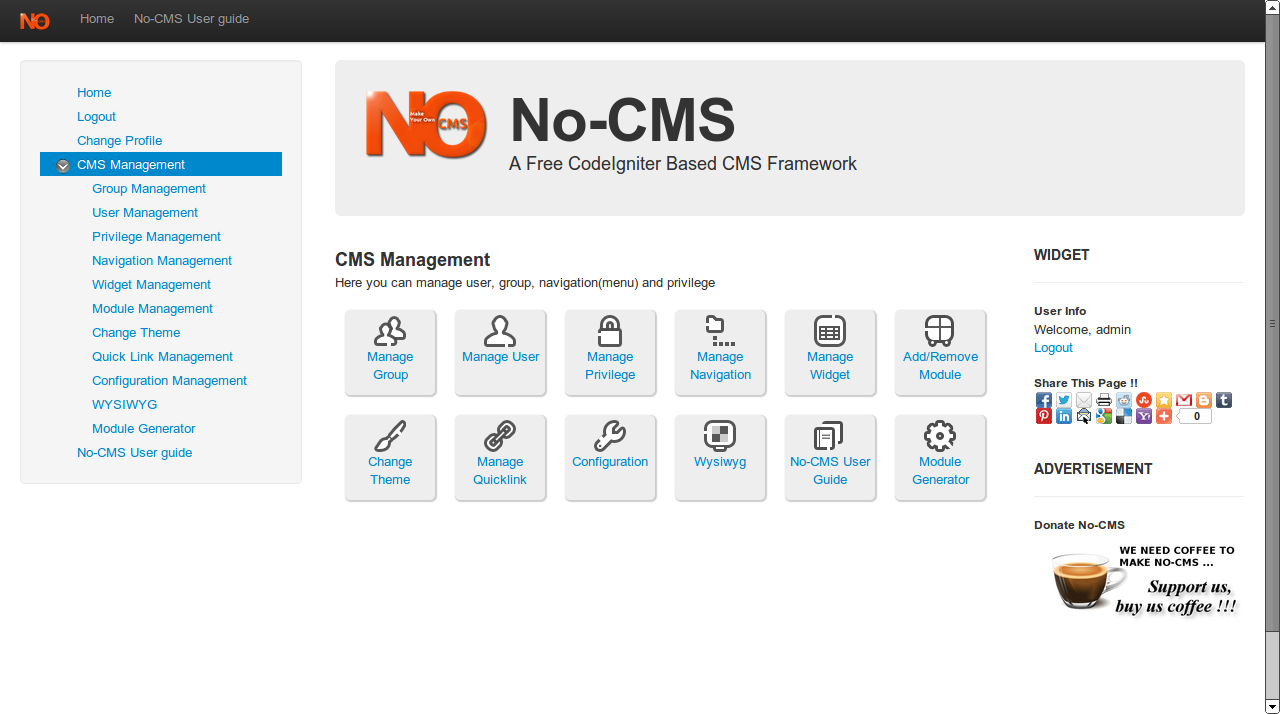 NO
Home
No-CMS User guide
Home
Logout
Change Profile
CMS Management
Group Management
User Management
Privilege Management
Navigation Management
Widget Management
Module Management
Change Theme
Quick Link Management
Configuration Management
WYSIWYG
Module Generator
No-CMS User guide
NO
Make
Your Own
CMS
No-CMS
A Free CodeIgniter Based CMS Framework
CMS Management
Here you can manage user, group, navigation(menu) and privilege
Manage
Group
Manage User
Manage
Privilege
Manage
Navigation
Manage
Widget
Add/Remove
Module
Change
Theme
Manage
Quicklink
Configuration
Wysiwyg
No-CMS User
Guide
Module
Generator
WIDGET
User Info
Welcome, admin
Logout
Share This Page !!
0
ADVERTISEMENT
Donate No-CMS
WE NEED COFFEE TO
MAKE NO-CMS ...
Support us,
buy us coffee !!!